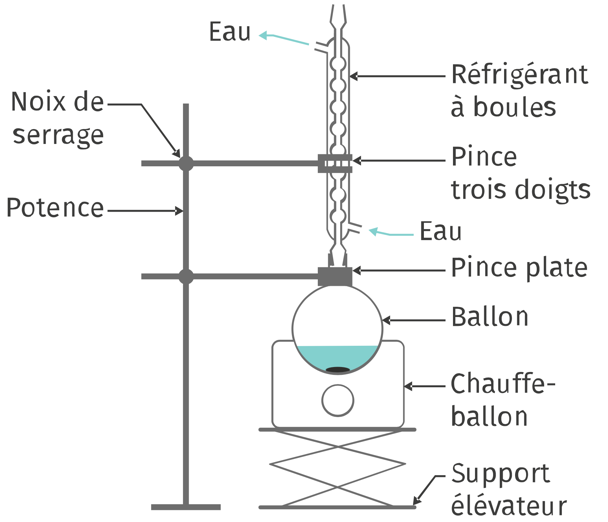 Eau
Réfrigérant
à boules
Noix de
serrage
Pince
trois doigts
Potence
Eau
Pince plate
Ballon
Chauffe-
ballon
Support
élévateur